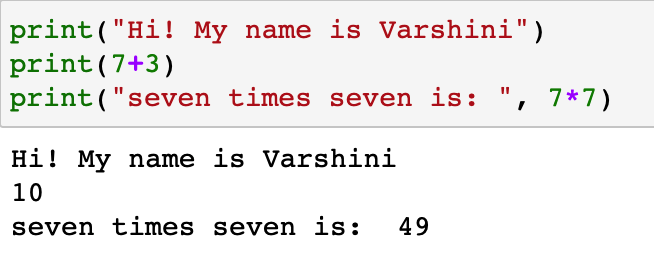 print("Hi! My name is Varshini")
print(7+3)
print("seven times seven is: ", 7*7)
Hi! My name is Varshini
10
seven times seven is:  49